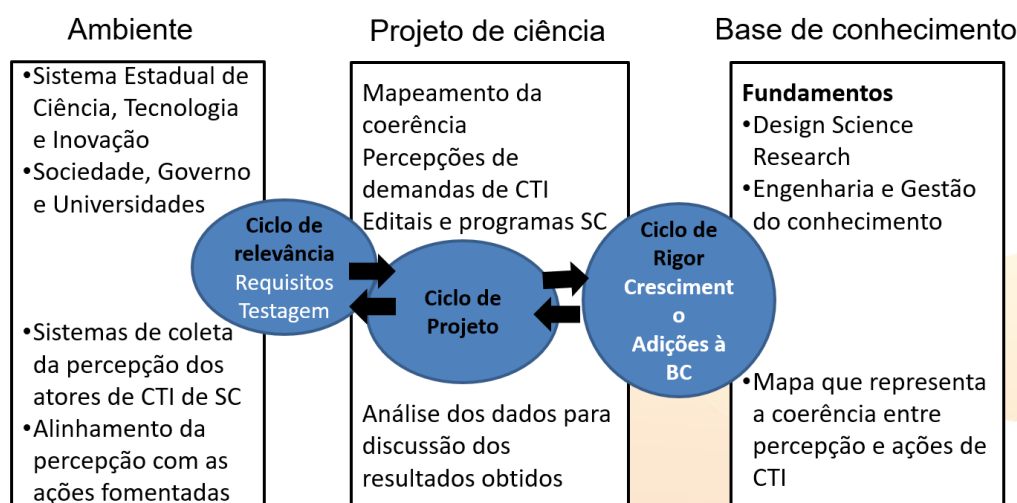 Ambiente
•Sistema Estadual de
Ciência, Tecnologia
e Inovação
•Sociedade, Governo
e Universidades
•Sistemas de coleta
da percepção dos
atores de CTI de SC
•Alinhamento da
percepção com as
ações fomentadas
Ciclo de
relevância
Requisitos
Testagem
Projeto de ciência
Mapeamento da
coerência
Percepções de
demandas de CTI
Editais e programas SC
Ciclo de
Projeto
Análise dos dados para
discussão dos
resultados obtidos
Ciclo de
Rigor
Cresciment
o
Adições à
BC
Base de conhecimento
Fundamentos
•Design Science
Research
•Engenharia e Gestão
do conhecimento
•Mapa que representa
a coerência entre
percepção e ações de
CTI